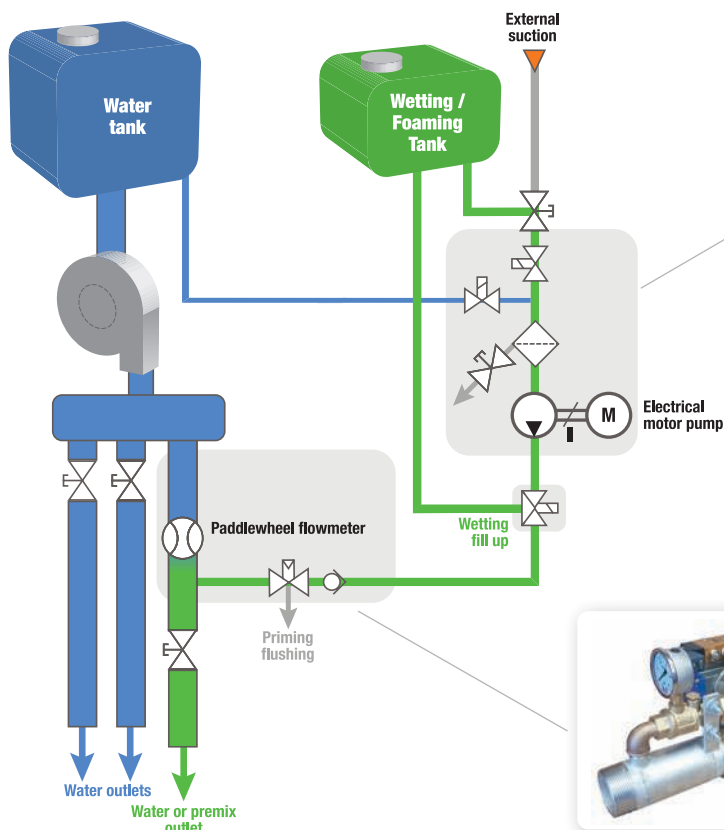 External
suction
Water
tank
Wetting /
Foaming
Tank
Electrical
motor pump
M
Paddlewheel flowmeter
Wetting
fill up
Priming
flushing
Water outlets
Water or premix
outlet